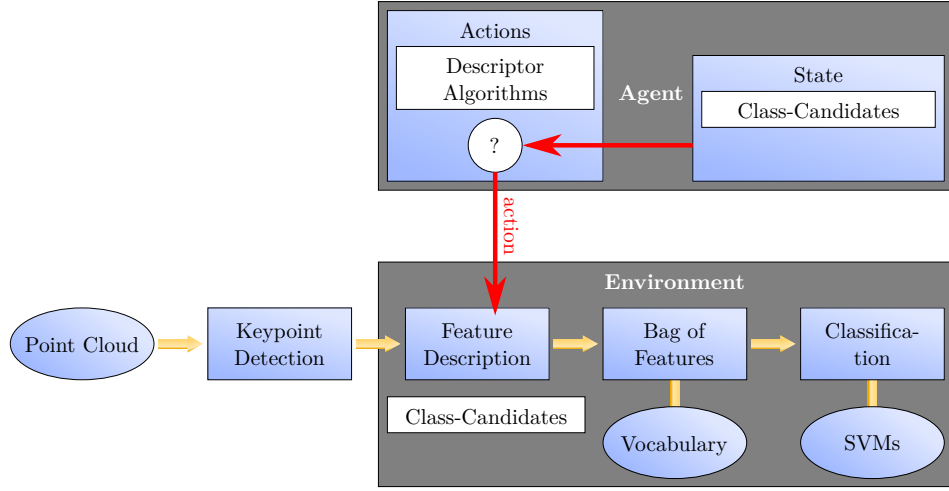 Actions
Descriptor
Algorithms
?
Agent
State
Class-Candidates
action
Environment
Point Cloud
Keypoint
Detection
Feature
Description
Bag of
Features
Classifica-
tion
Class-Candidates
Vocabulary
SVMs